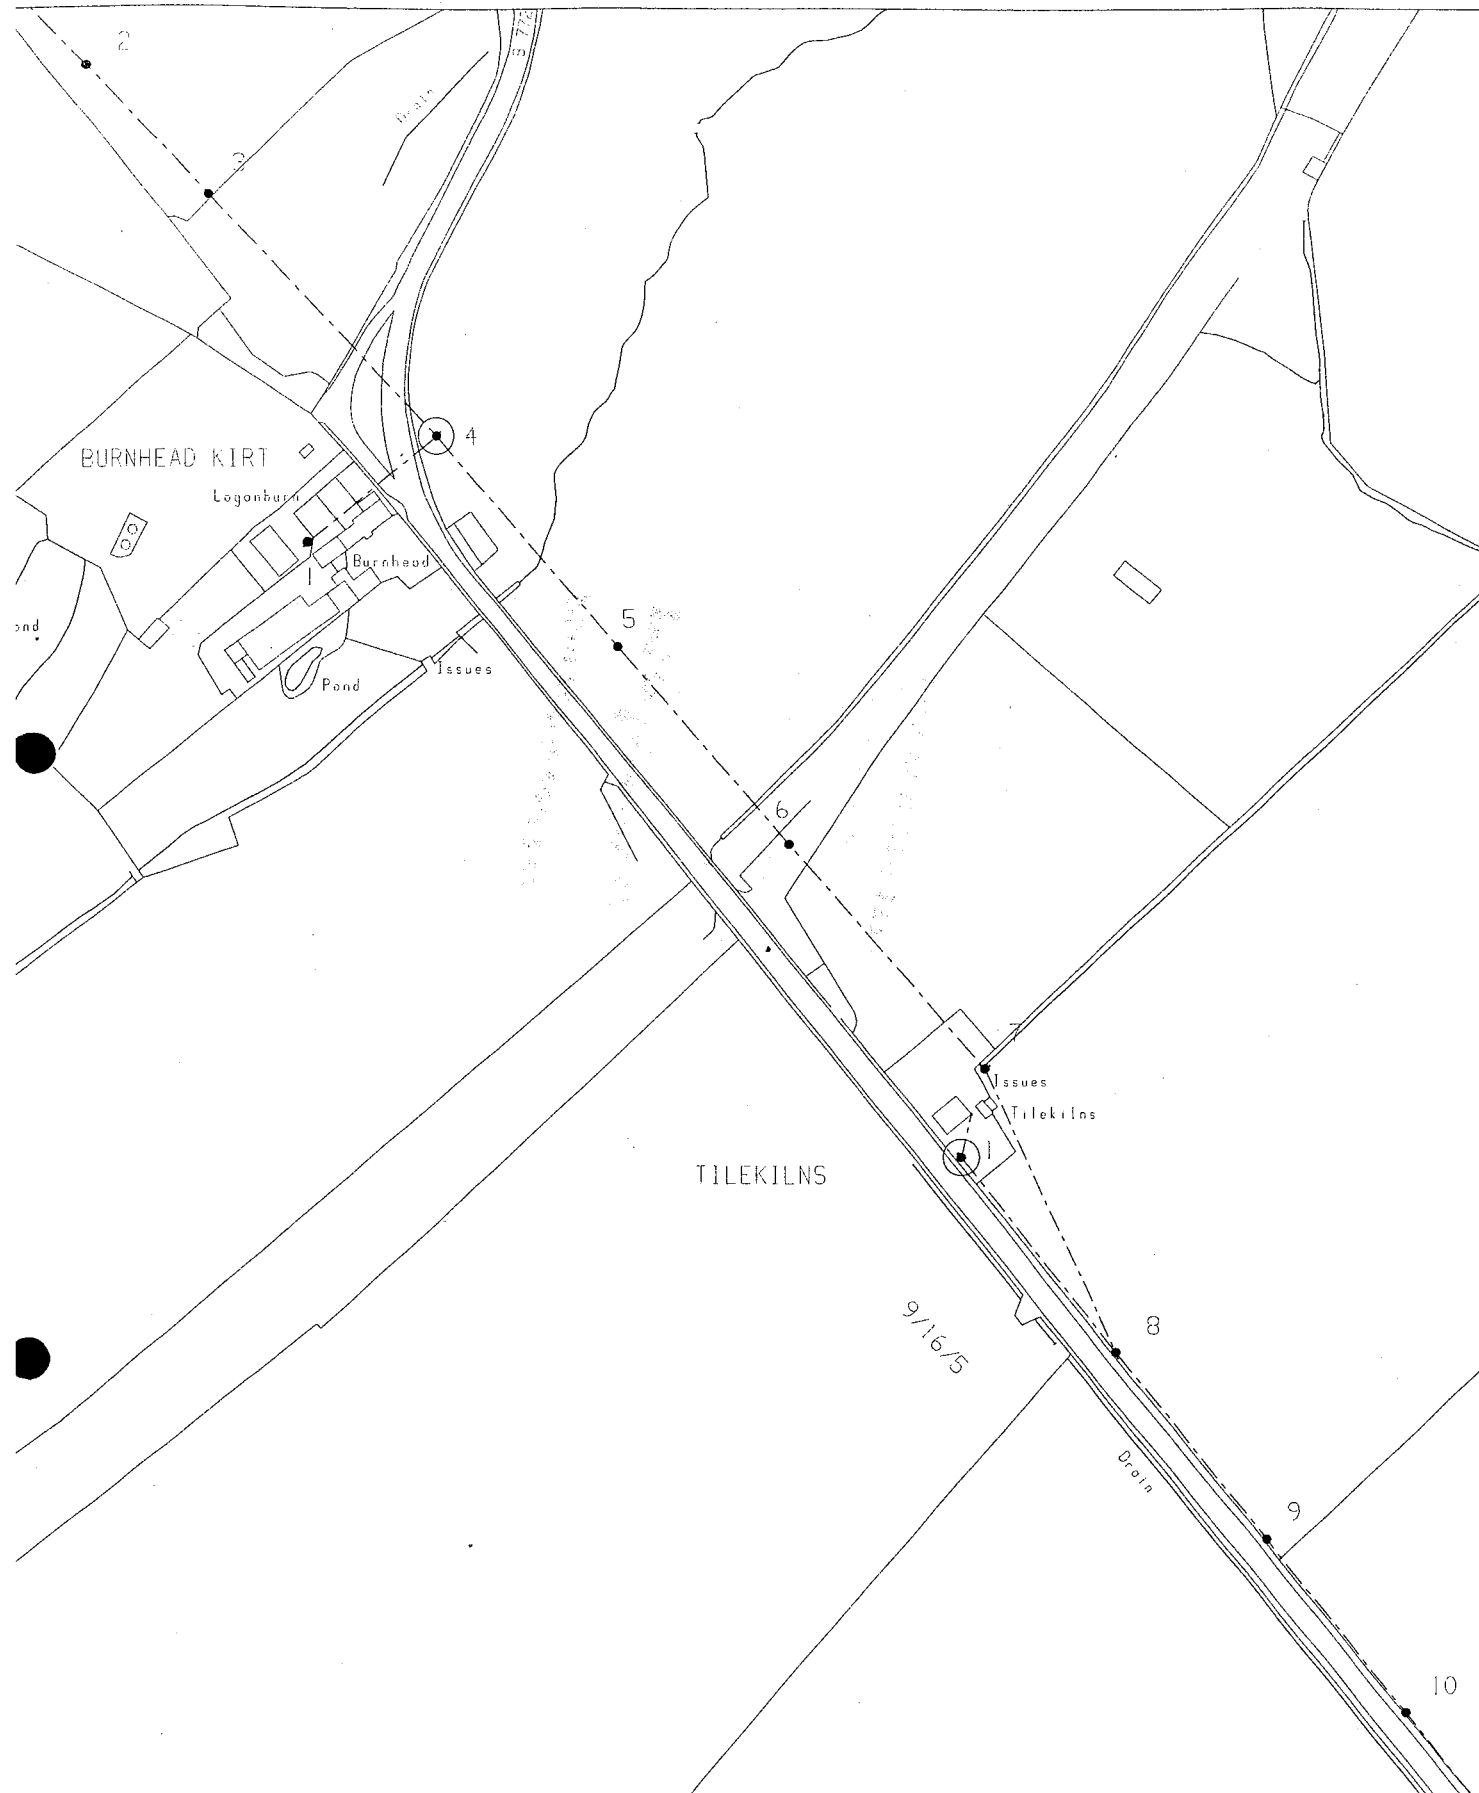 2
B 772
Drain
3
4
BURNHEAD KIRT
Loganburn
1
Burnhead
5
Issues
Pond
6
7
Issues
Tilekilns
1
TILEKILNS
9/16/5
8
Drain
9
10